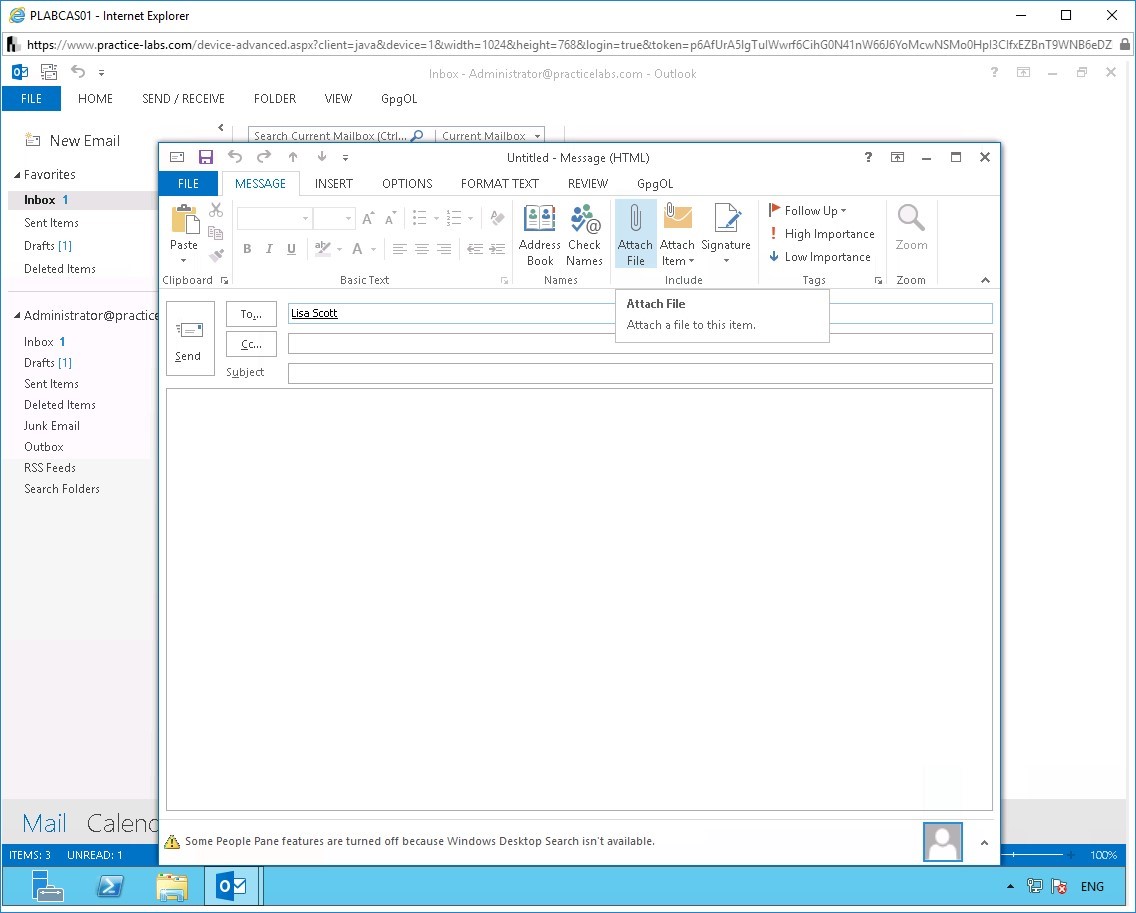 PLABCAS01 - Internet Explorer
https://www.practice-labs.com/device-advanced.aspx?client=java&device=1&width=1024&height=768&login=true&token=p6AfUrA5IgTulWwrf6CihG0N41nW66J6YoMcwNSMo0HpI3ClfxEZBnT9WNB6eDZ
Inbox - Administrator@practicelabs.com - Outlook
FILE HOME SEND / RECEIVE FOLDER VIEW GpgOL
New Email
Search Current Mailbox (Ctrl... Current Mailbox
Favorites
Inbox 1
Sent Items
Drafts [1]
Deleted Items
Administrator@practice
Inbox 1
Drafts [1]
Sent Items
Deleted Items
Junk Email
Outbox
RSS Feeds
Search Folders
Mail Calend
ITEMS: 3 UNREAD: 1
Untitled - Message (HTML)
FILE MESSAGE INSERT OPTIONS FORMAT TEXT REVIEW GpgOL
Paste
Clipboard
B I U
Basic Text
Address Book
Check Names
Names
Attach File
Attach Item
Signature
Include
Follow Up
High Importance
Low Importance
Tags
Zoom
Zoom
Attach File
Attach a file to this item.
Send
To... Lisa Scott
Cc...
Subject
Some People Pane features are turned off because Windows Desktop Search isn't available.
100%
ENG